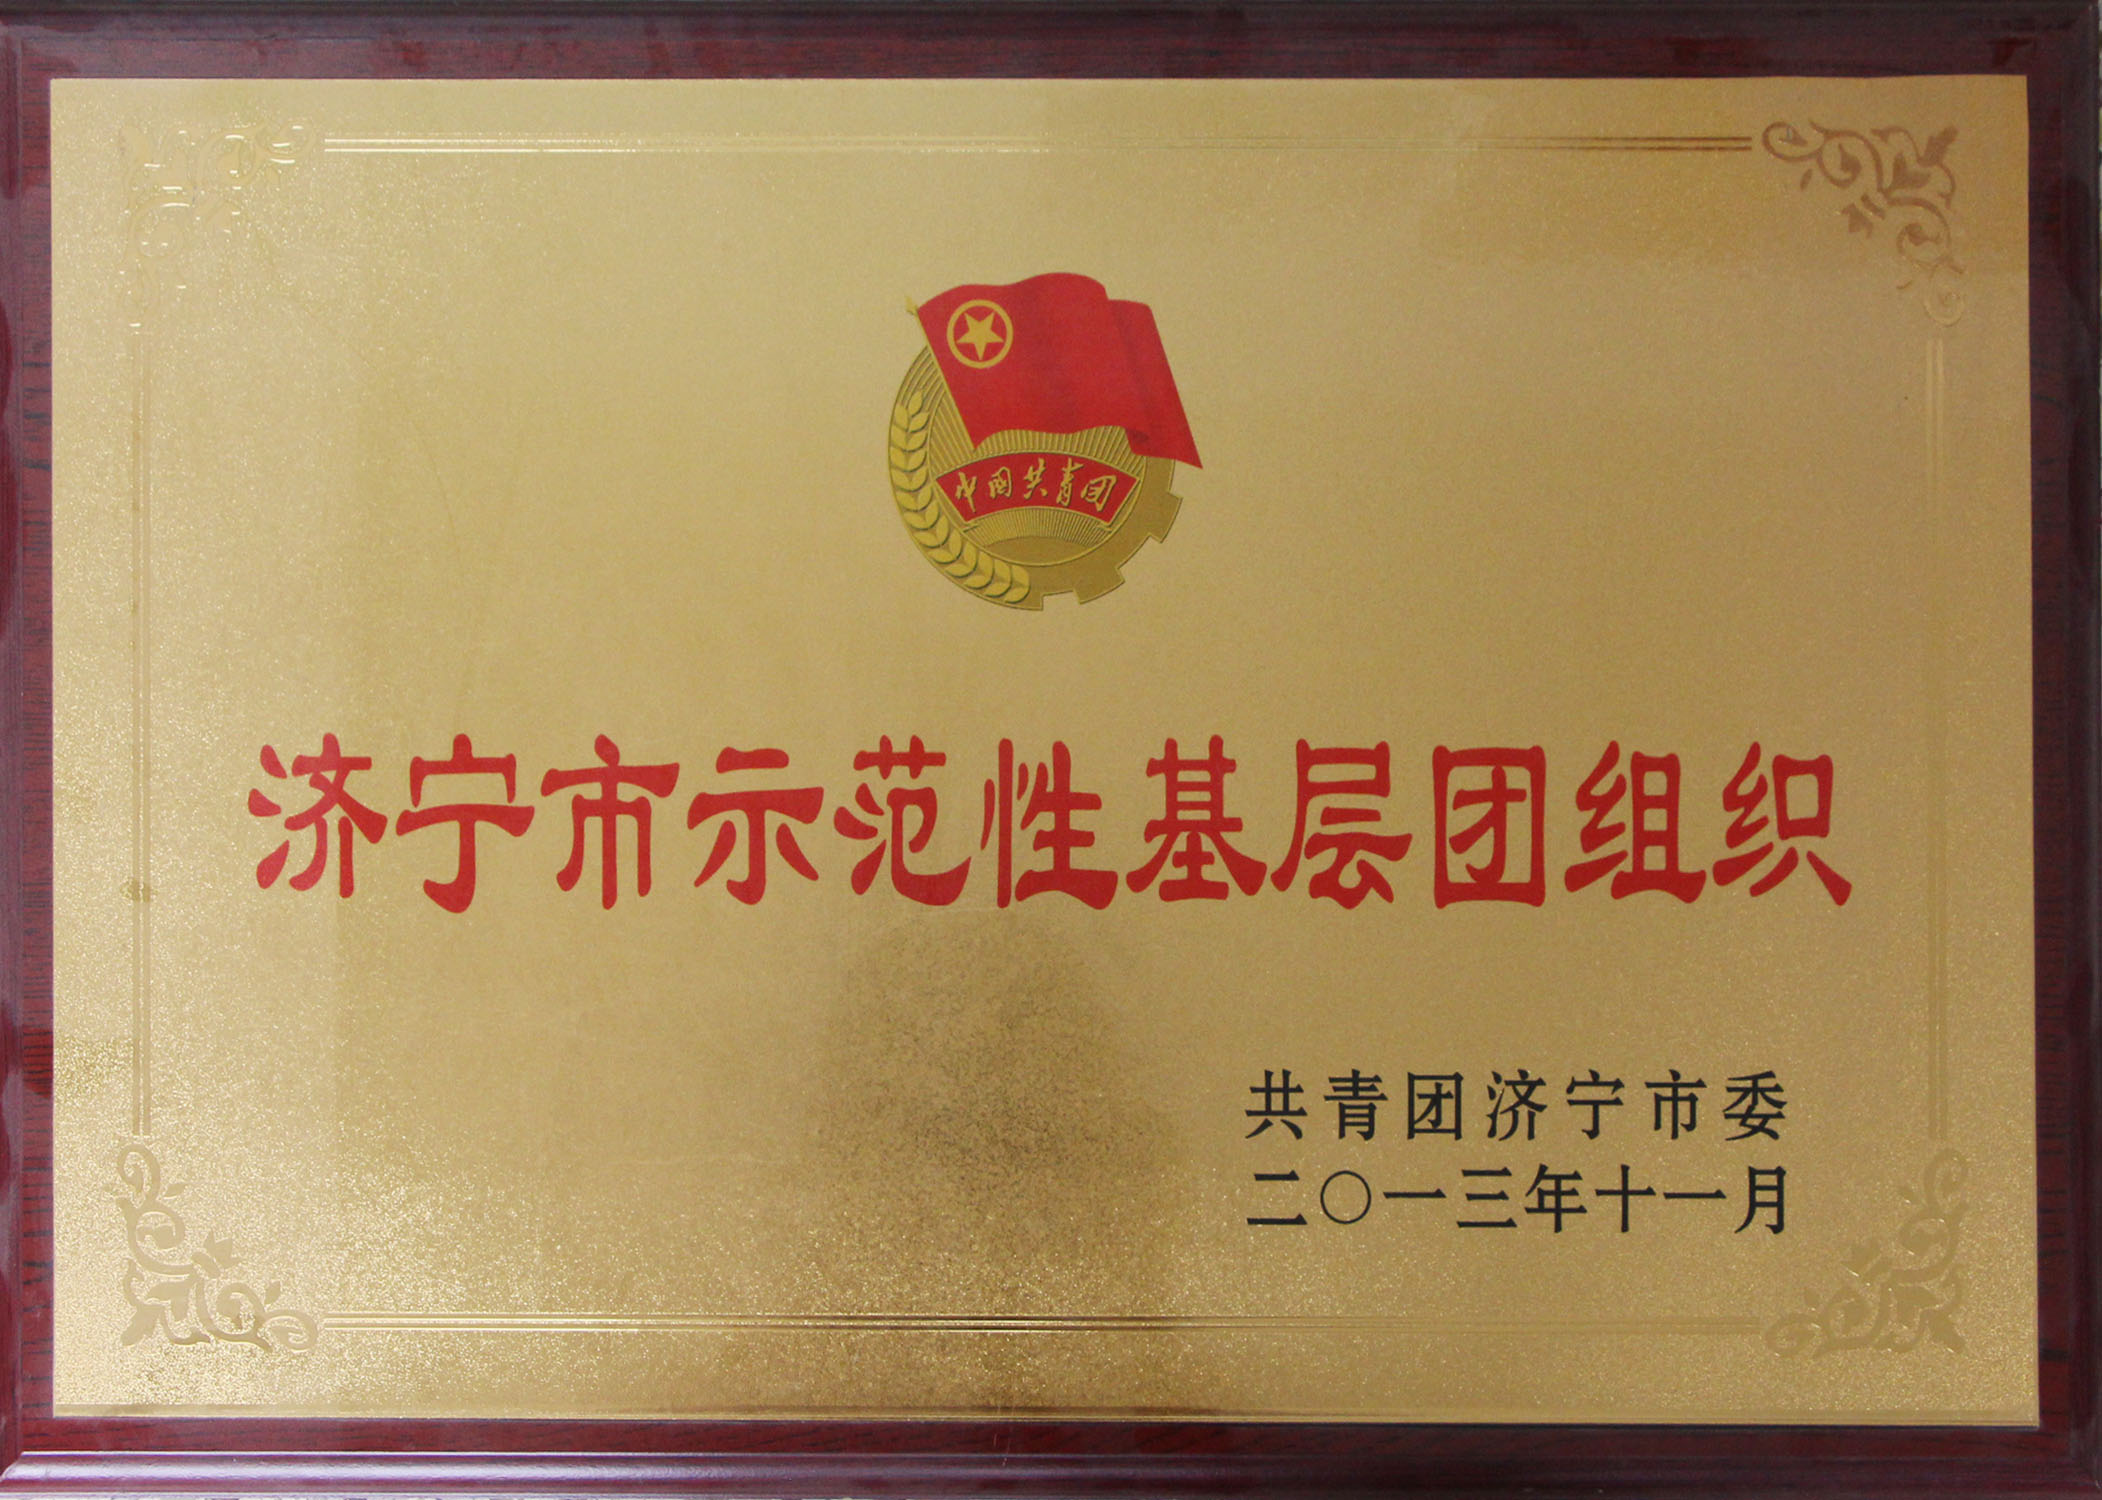 中国共青团
济宁市示范性基层团组织
共青团济宁市委
二〇一三年十一月